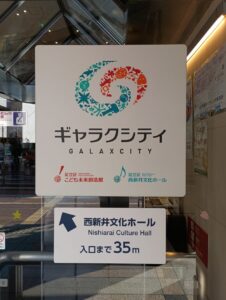 ギャラクシティ
GALAXCITY
足立区 こども未来創造館
足立区 西新井文化ホール
西新井文化ホール
Nishiarai Culture Hall
入口まで35m